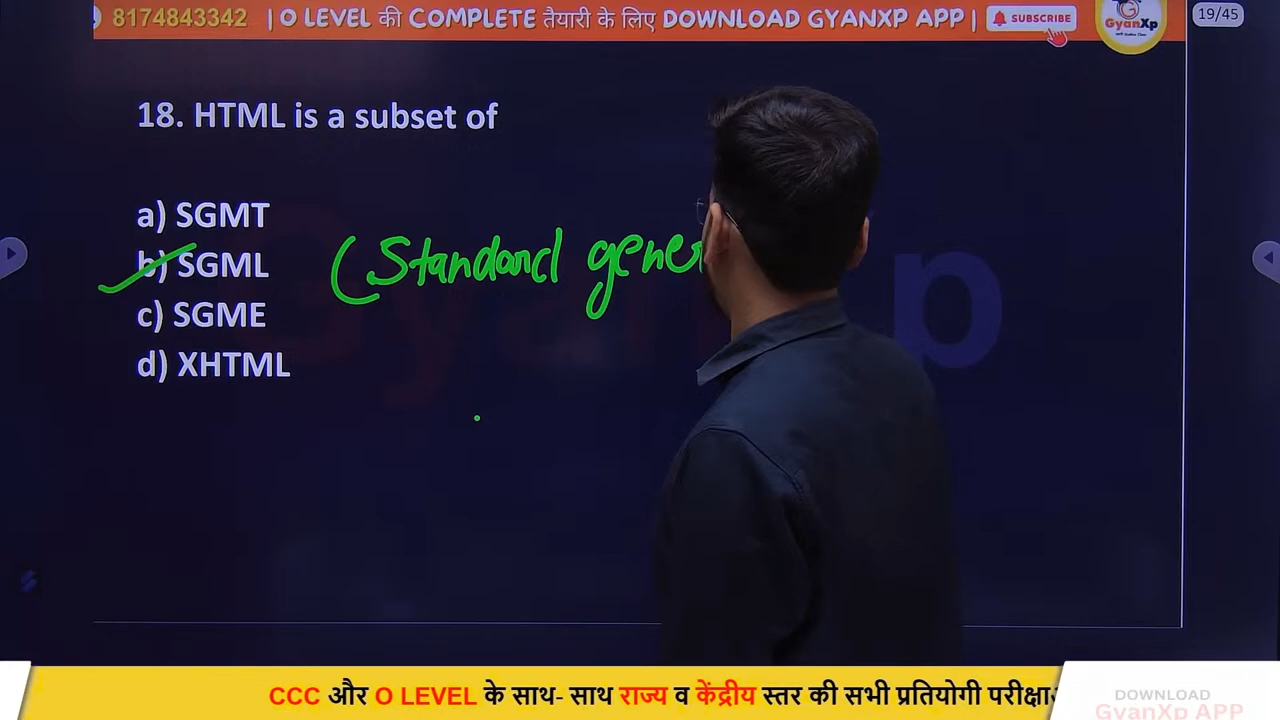 8174843342 | O LEVEL की COMPLETE तैयारी के लिए DOWNLOAD GYANXP APP |
SUBSCRIBE
GyanXp
19/45
18. HTML is a subset of
a) SGMT
b) SGML (Standard gener
c) SGME
d) XHTML
CCC और O LEVEL के साथ- साथ राज्य व केंद्रीय स्तर की सभी प्रतियोगी
DOWNLOAD
GyanXp APP